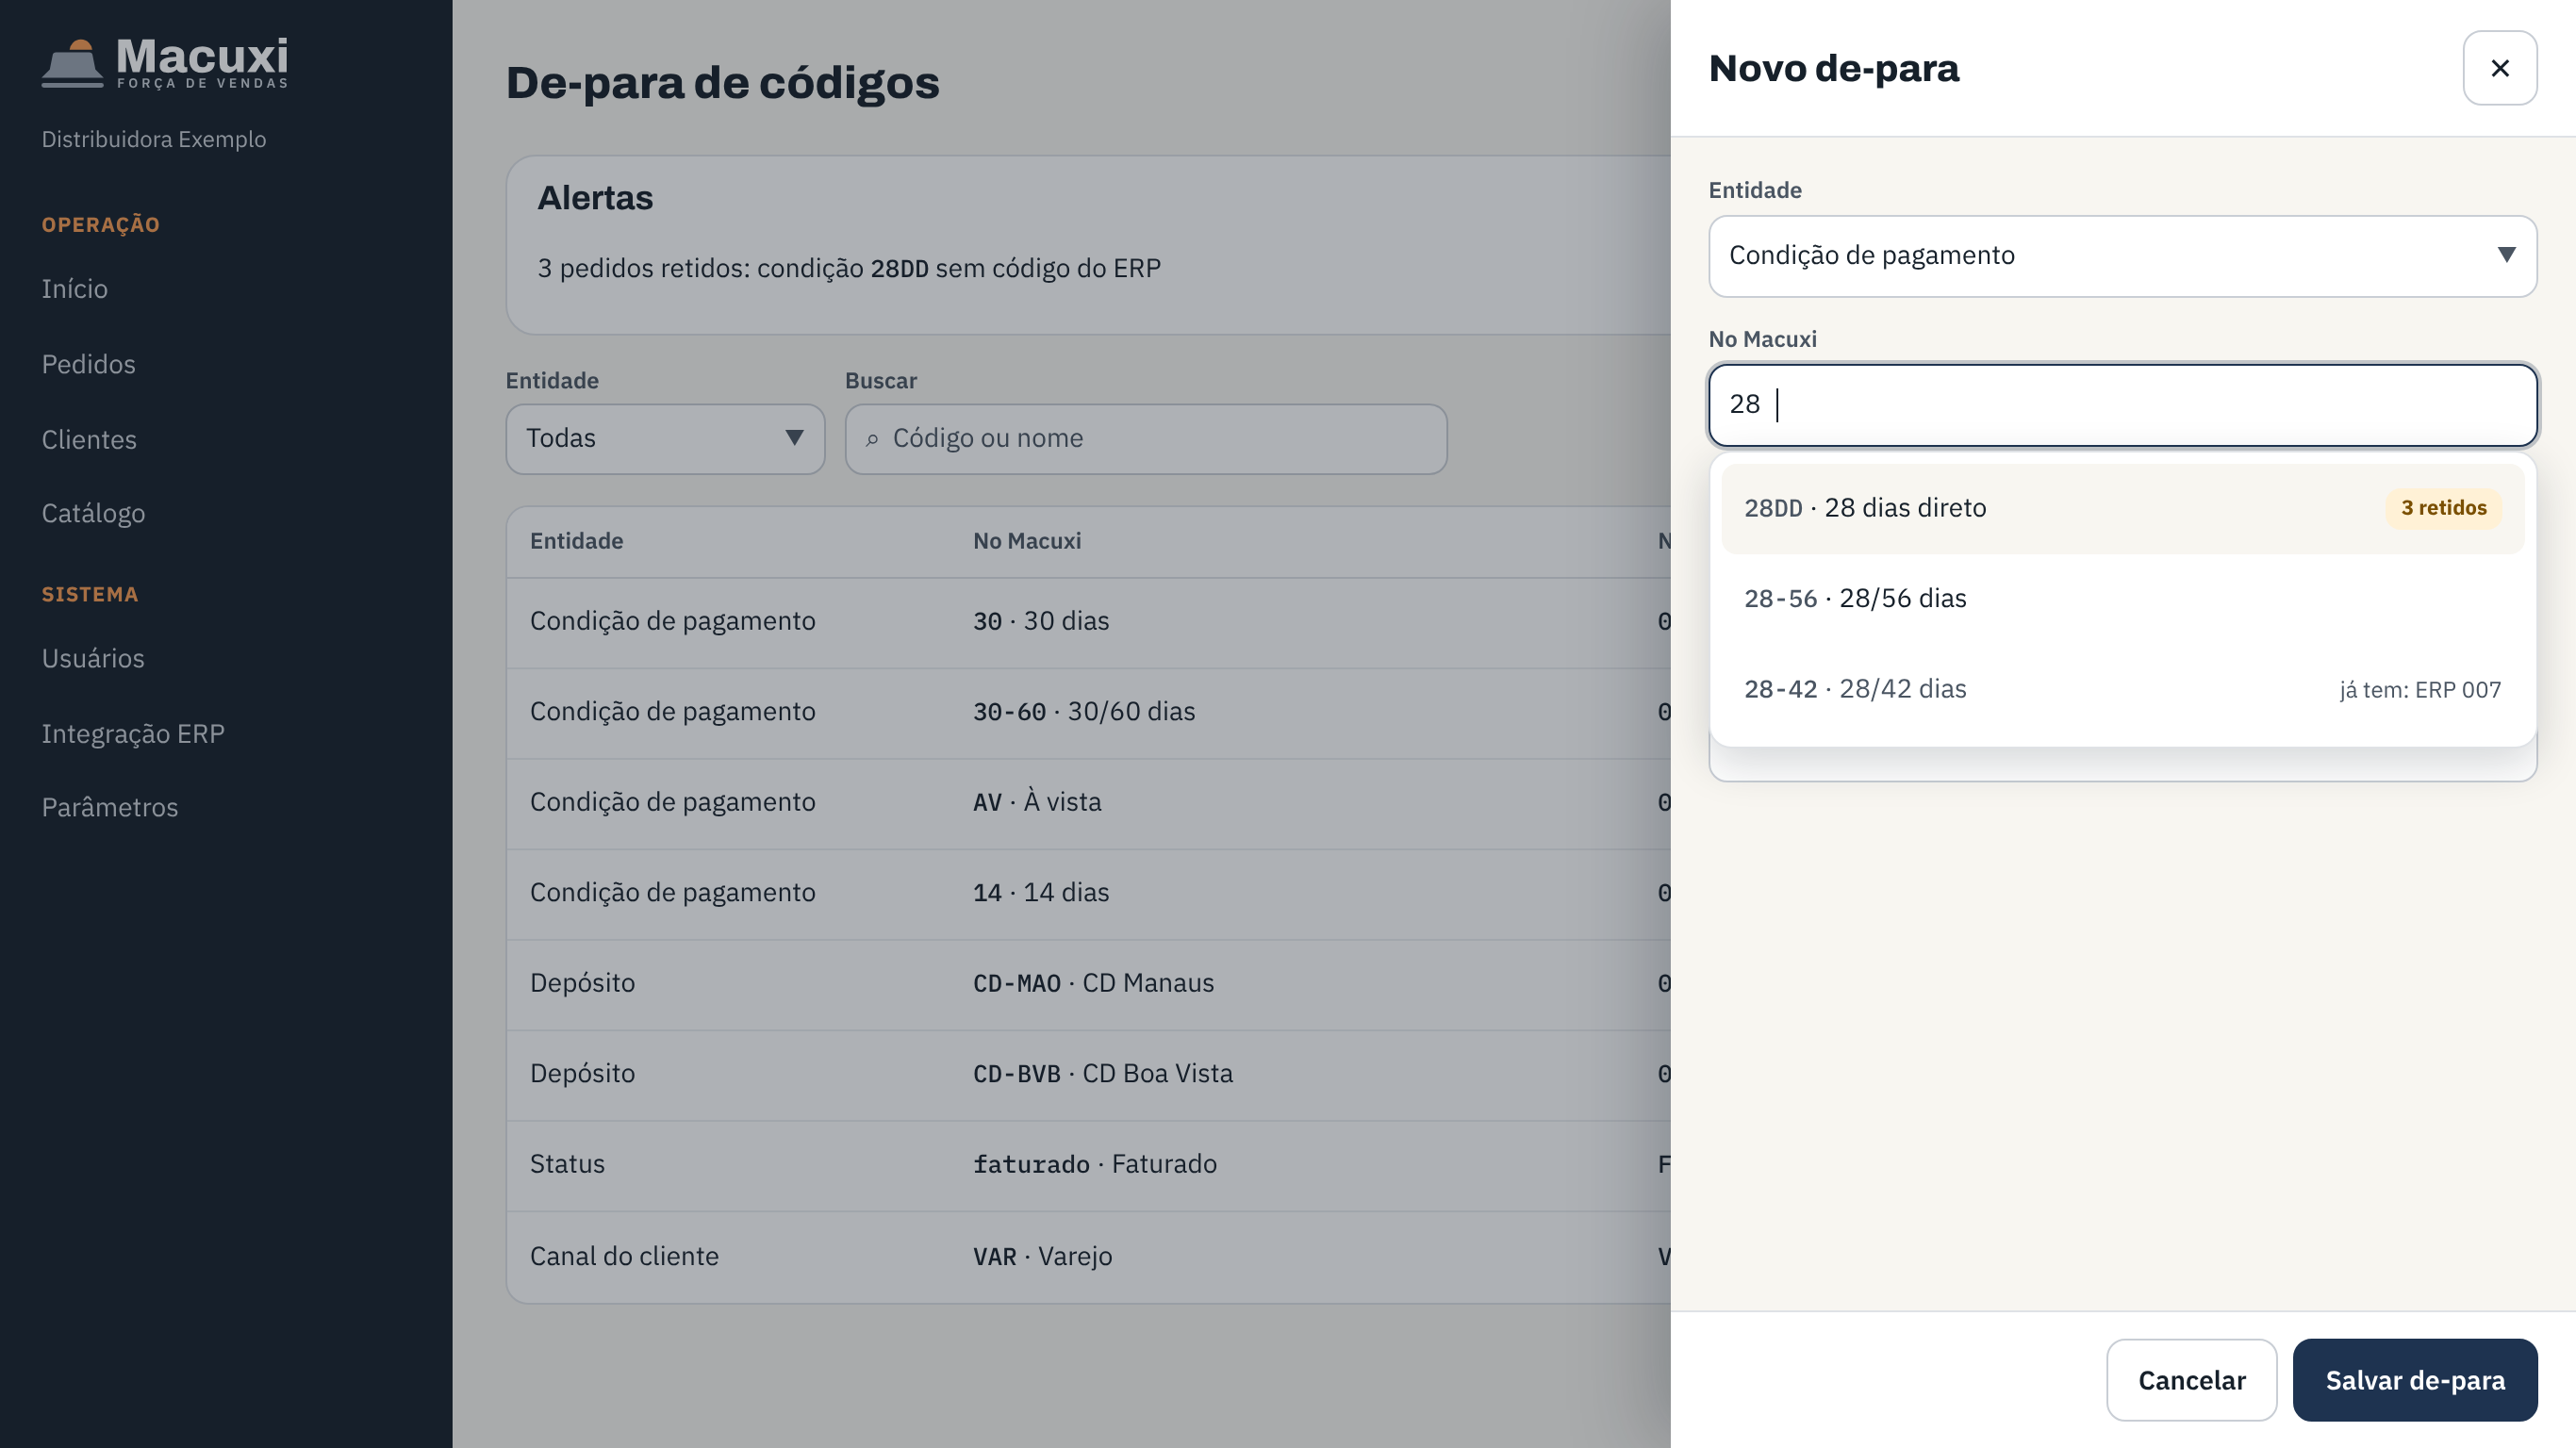 Macuxi
FORÇA DE VENDAS
Distribuidora Exemplo
OPERAÇÃO
Início
Pedidos
Clientes
Catálogo
SISTEMA
Usuários
Integração ERP
Parâmetros
De-para de códigos
Alertas
3 pedidos retidos: condição 28DD sem código do ERP
Entidade Buscar
Todas ▼ ⌕ Código ou nome
Entidade No Macuxi
Condição de pagamento 30 · 30 dias
Condição de pagamento 30-60 · 30/60 dias
Condição de pagamento AV · À vista
Condição de pagamento 14 · 14 dias
Depósito CD-MAO · CD Manaus
Depósito CD-BVB · CD Boa Vista
Status faturado · Faturado
Canal do cliente VAR · Varejo
Novo de-para ✕
Entidade
Condição de pagamento ▼
No Macuxi
28
28DD · 28 dias direto 3 retidos
28-56 · 28/56 dias
28-42 · 28/42 dias já tem: ERP 007
Cancelar Salvar de-para